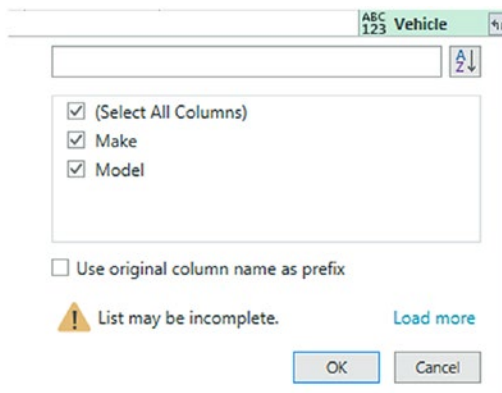 ABC
123 Vehicle
A
Z
(Select All Columns)
Make
Model
Use original column name as prefix
List may be incomplete. Load more
OK Cancel